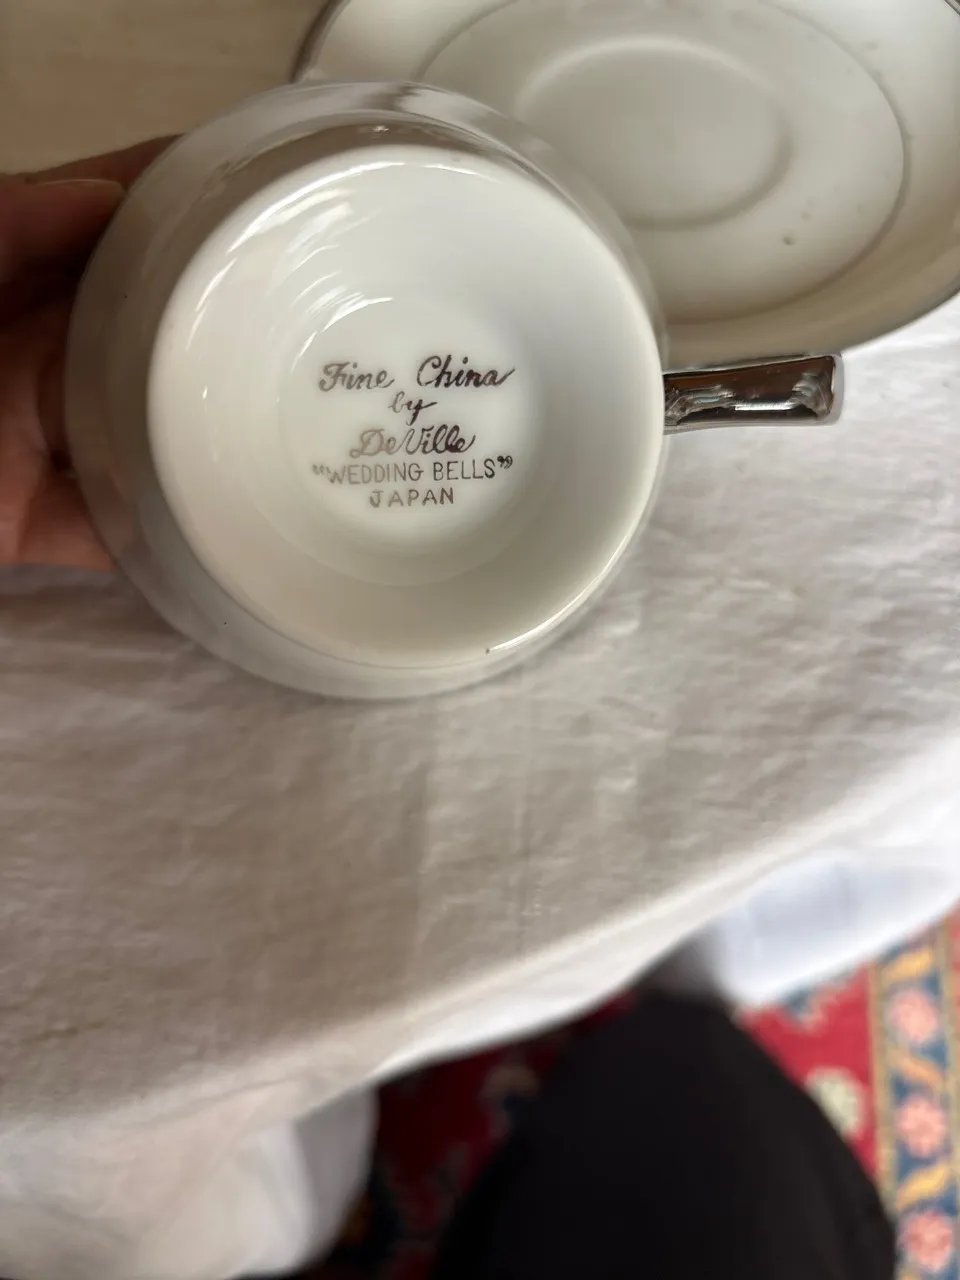 Fine China
by
DeVille
"WEDDING BELLS"
JAPAN